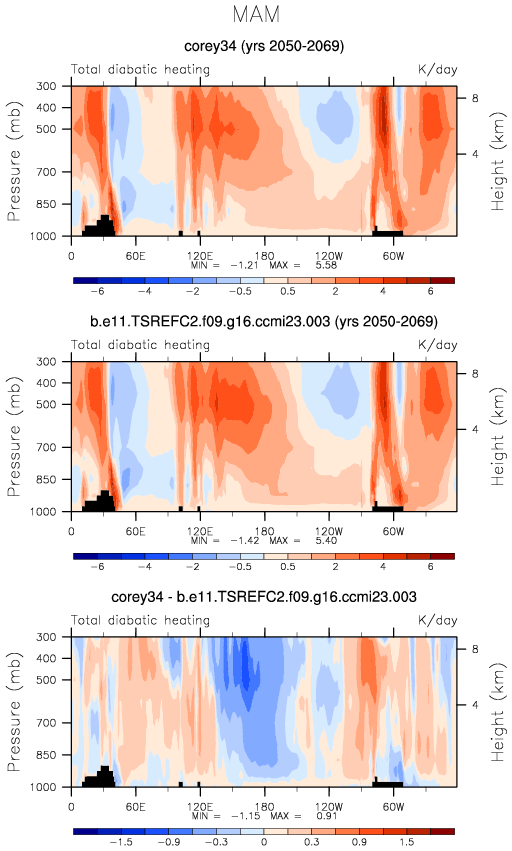 MAM
corey34 (yrs 2050-2069)
Total diabatic heating K/day
Pressure (mb)
300
400
500
700
850
1000
8
4
Height (km)
0 60E 120E 180 120W 60W
MIN = -1.21 MAX = 5.58
-6 -4 -2 -0.5 0.5 2 4 6
b.e11.TSREFC2.f09.g16.ccmi23.003 (yrs 2050-2069)
Total diabatic heating K/day
Pressure (mb)
300
400
500
700
850
1000
8
4
Height (km)
0 60E 120E 180 120W 60W
MIN = -1.42 MAX = 5.40
-6 -4 -2 -0.5 0.5 2 4 6
corey34 - b.e11.TSREFC2.f09.g16.ccmi23.003
Total diabatic heating K/day
Pressure (mb)
300
400
500
700
850
1000
8
4
Height (km)
0 60E 120E 180 120W 60W
MIN = -1.15 MAX = 0.91
-1.5 -0.9 -0.3 0 0.3 0.9 1.5